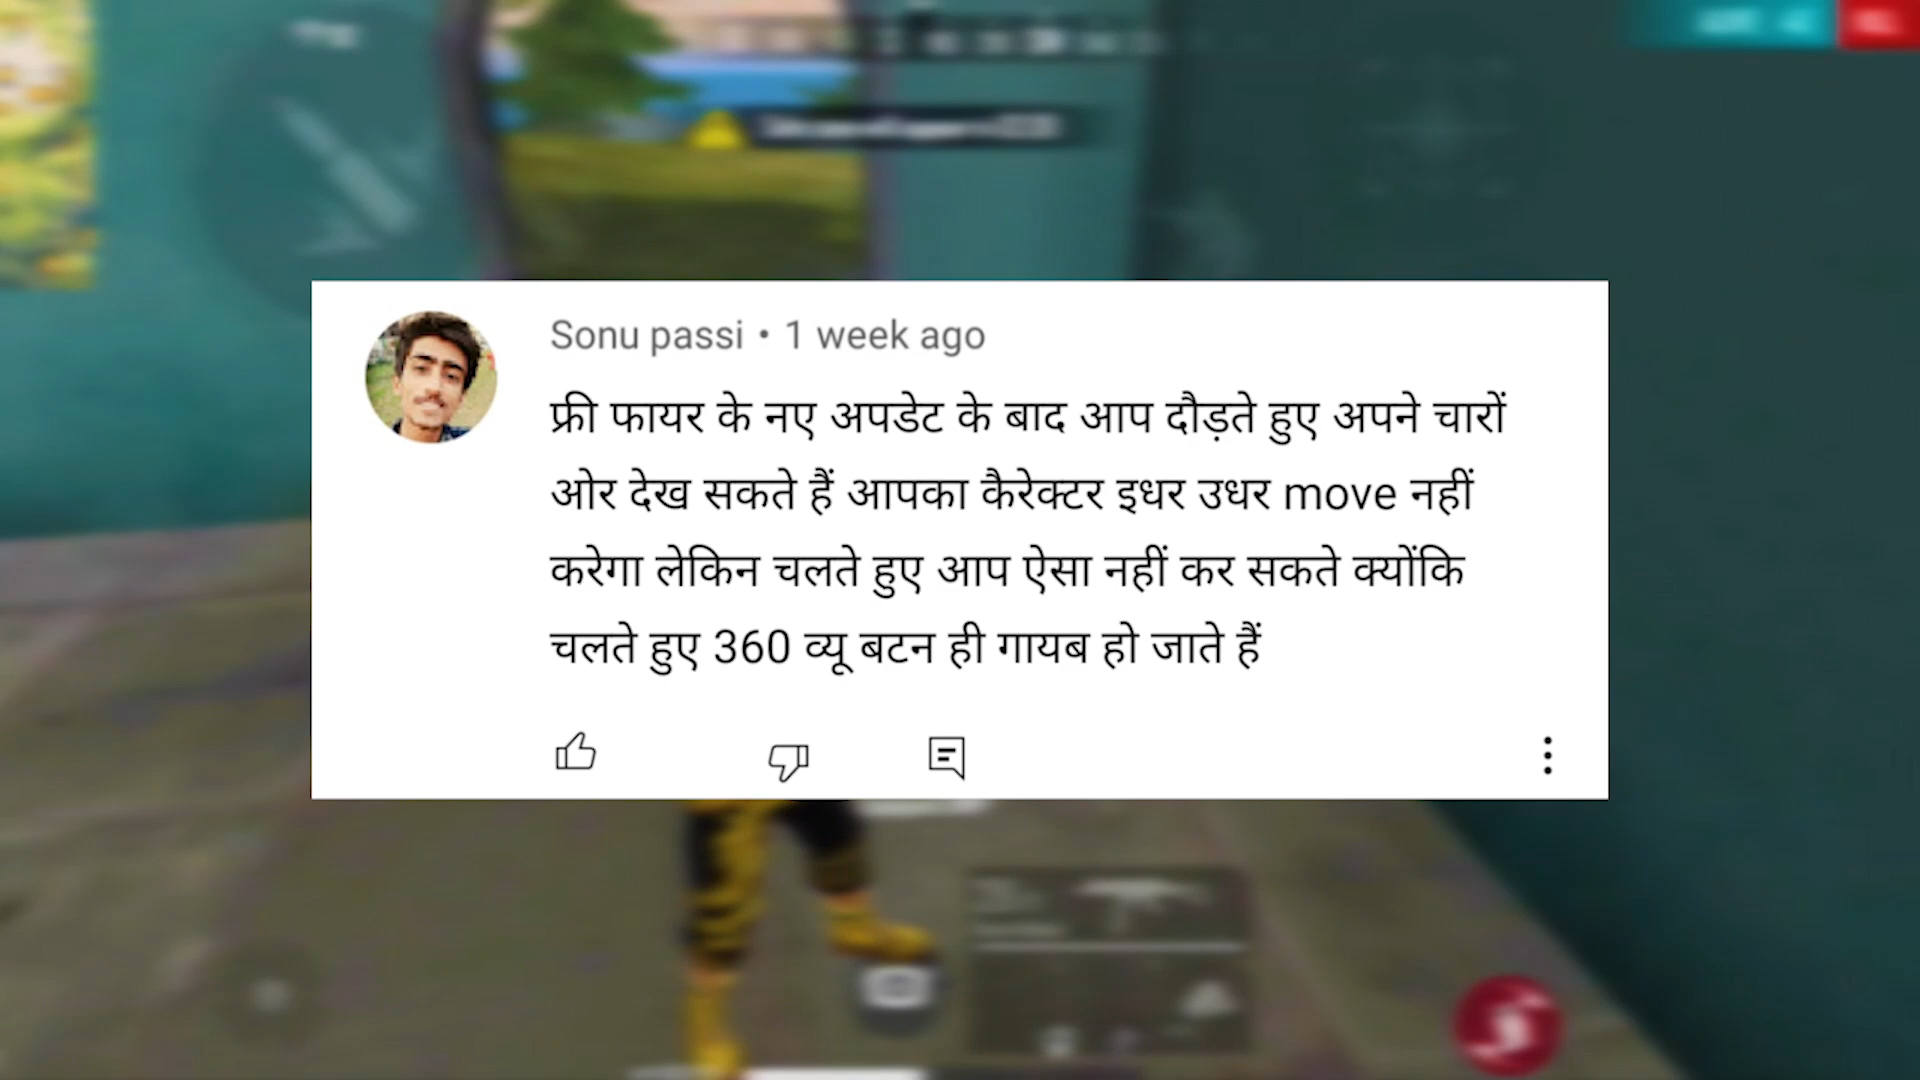 Sonu passi • 1 week ago
फ्री फायर के नए अपडेट के बाद आप दौड़ते हुए अपने चारों
ओर देख सकते हैं आपका कैरेक्टर इधर उधर move नहीं
करेगा लेकिन चलते हुए आप ऐसा नहीं कर सकते क्योंकि
चलते हुए 360 व्यू बटन ही गायब हो जाते हैं